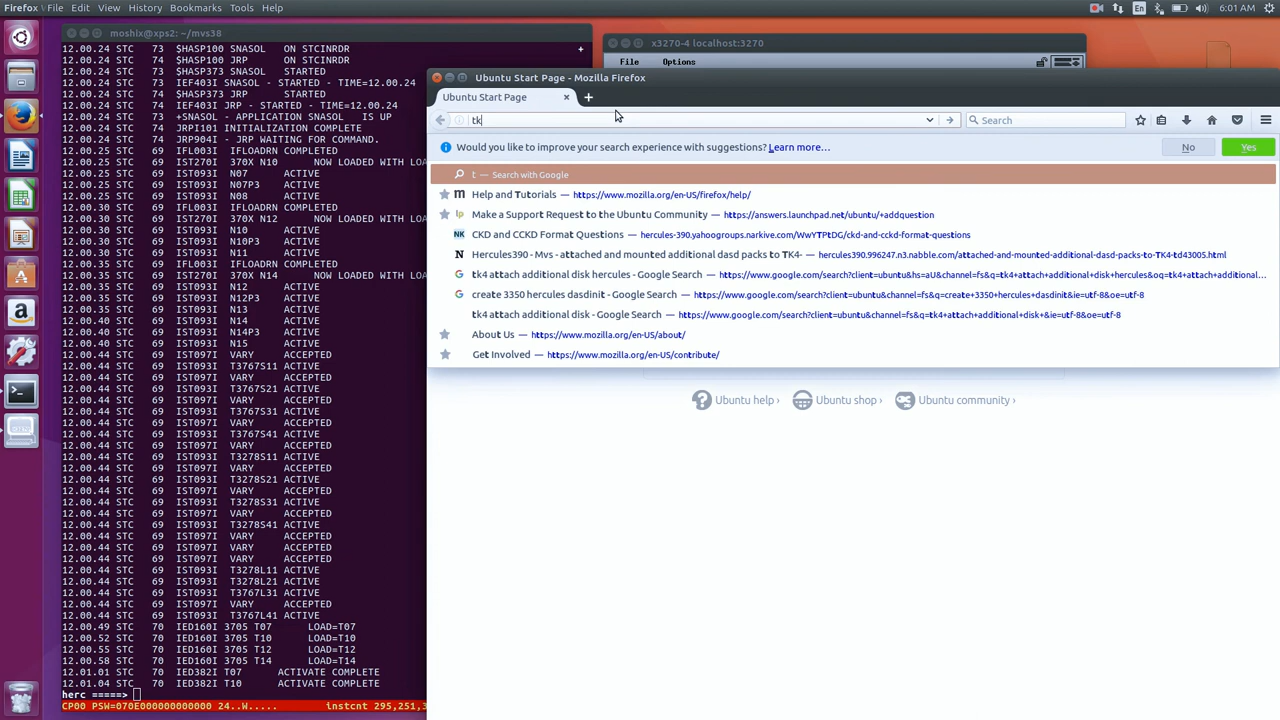 Firefox File Edit View History Bookmarks Tools Help En 6:01 AM
moshix@xps2: ~/mvs38
12.00.24 STC 73 $HASP100 SNASOL ON STCINRDR +
12.00.24 STC 74 $HASP100 JRP ON STCINRDR
12.00.24 STC 73 $HASP373 SNASOL STARTED
12.00.24 STC 73 IEF403I SNASOL - STARTED - TIME=12.00.24
12.00.24 STC 74 $HASP373 JRP STARTED
12.00.24 STC 74 IEF403I JRP - STARTED - TIME=12.00.24
12.00.24 STC 73 +SNASOL - APPLICATION SNASOL IS UP
12.00.24 STC 74 JRPI101 INITIALIZATION COMPLETE
12.00.24 STC 74 JRP904I - JRP WAITING FOR COMMAND.
12.00.25 STC 69 IFL003I IFLOADRN COMPLETED
12.00.25 STC 69 IST270I 370X N10 NOW LOADED WITH LOA
12.00.25 STC 69 IST093I N07 ACTIVE
12.00.25 STC 69 IST093I N07P3 ACTIVE
12.00.25 STC 69 IST093I N08 ACTIVE
12.00.30 STC 69 IFL003I IFLOADRN COMPLETED
12.00.30 STC 69 IST270I 370X N12 NOW LOADED WITH LOA
12.00.30 STC 69 IST093I N10 ACTIVE
12.00.30 STC 69 IST093I N10P3 ACTIVE
12.00.30 STC 69 IST093I N11 ACTIVE
12.00.35 STC 69 IFL003I IFLOADRN COMPLETED
12.00.35 STC 69 IST270I 370X N14 NOW LOADED WITH LOA
12.00.35 STC 69 IST093I N12 ACTIVE
12.00.35 STC 69 IST093I N12P3 ACTIVE
12.00.35 STC 69 IST093I N13 ACTIVE
12.00.40 STC 69 IST093I N14 ACTIVE
12.00.40 STC 69 IST093I N14P3 ACTIVE
12.00.40 STC 69 IST093I N15 ACTIVE
12.00.44 STC 69 IST097I VARY ACCEPTED
12.00.44 STC 69 IST093I T3767S11 ACTIVE
12.00.44 STC 69 IST097I VARY ACCEPTED
12.00.44 STC 69 IST093I T3767S21 ACTIVE
12.00.44 STC 69 IST097I VARY ACCEPTED
12.00.44 STC 69 IST093I T3767S31 ACTIVE
12.00.44 STC 69 IST097I VARY ACCEPTED
12.00.44 STC 69 IST093I T3767S41 ACTIVE
12.00.44 STC 69 IST097I VARY ACCEPTED
12.00.44 STC 69 IST093I T3278S11 ACTIVE
12.00.44 STC 69 IST097I VARY ACCEPTED
12.00.44 STC 69 IST093I T3278S21 ACTIVE
12.00.44 STC 69 IST097I VARY ACCEPTED
12.00.44 STC 69 IST093I T3278S31 ACTIVE
12.00.44 STC 69 IST097I VARY ACCEPTED
12.00.44 STC 69 IST093I T3278S41 ACTIVE
12.00.44 STC 69 IST097I VARY ACCEPTED
12.00.44 STC 69 IST097I VARY ACCEPTED
12.00.44 STC 69 IST097I VARY ACCEPTED
12.00.44 STC 69 IST093I T3278L11 ACTIVE
12.00.44 STC 69 IST093I T3278L21 ACTIVE
12.00.44 STC 69 IST093I T3767L31 ACTIVE
12.00.44 STC 69 IST097I VARY ACCEPTED
12.00.44 STC 69 IST093I T3767L41 ACTIVE
12.00.49 STC 70 IED160I 3705 T07 LOAD=T07
12.00.52 STC 70 IED160I 3705 T10 LOAD=T10
12.00.55 STC 70 IED160I 3705 T12 LOAD=T12
12.00.58 STC 70 IED160I 3705 T14 LOAD=T14
12.01.01 STC 70 IED382I T07 ACTIVATE COMPLETE
12.01.04 STC 70 IED382I T10 ACTIVATE COMPLETE
herc =====>
CP00 PSW=070E000000000000 24..W..... instcnt 295,251,3
x3270-4 localhost:3270
File Options
Ubuntu Start Page - Mozilla Firefox
Ubuntu Start Page
tk Search
Would you like to improve your search experience with suggestions? Learn more… No Yes
t — Search with Google
Help and Tutorials — https://www.mozilla.org/en-US/firefox/help/
Make a Support Request to the Ubuntu Community — https://answers.launchpad.net/ubuntu/+addquestion
CKD and CCKD Format Questions — hercules-390.yahoogroups.narkive.com/WwYTPtDG/ckd-and-cckd-format-questions
Hercules390 - Mvs - attached and mounted additional dasd packs to TK4- — hercules390.996247.n3.nabble.com/attached-and-mounted-additional-dasd-packs-to-TK4-td43005.html
tk4 attach additional disk hercules - Google Search — https://www.google.com/search?client=ubuntu&hs=aU&channel=fs&q=tk4+attach+additional+disk+hercules&oq=tk4+attach+additional...
create 3350 hercules dasdinit - Google Search — https://www.google.com/search?client=ubuntu&channel=fs&q=create+3350+hercules+dasdinit&ie=utf-8&oe=utf-8
tk4 attach additional disk - Google Search — https://www.google.com/search?client=ubuntu&channel=fs&q=tk4+attach+additional+disk+&ie=utf-8&oe=utf-8
About Us — https://www.mozilla.org/en-US/about/
Get Involved — https://www.mozilla.org/en-US/contribute/
Ubuntu help › Ubuntu shop › Ubuntu community ›